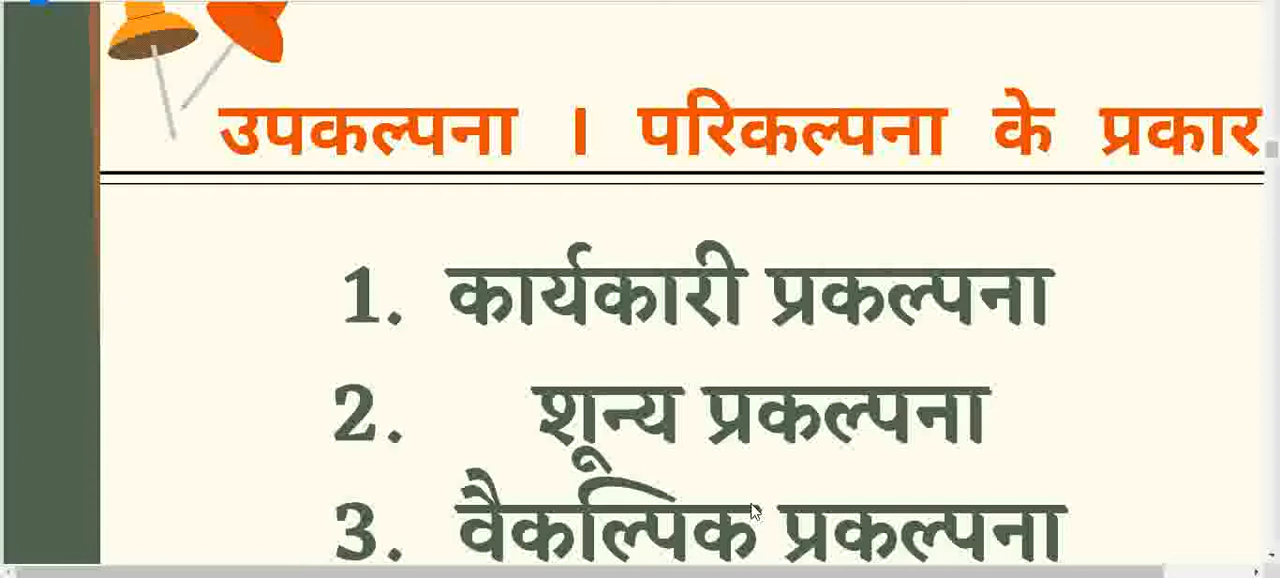 उपकल्पना । परिकल्पना के प्रकार
1. कार्यकारी प्रकल्पना
2. शून्य प्रकल्पना
3. वैकल्पिक प्रकल्पना